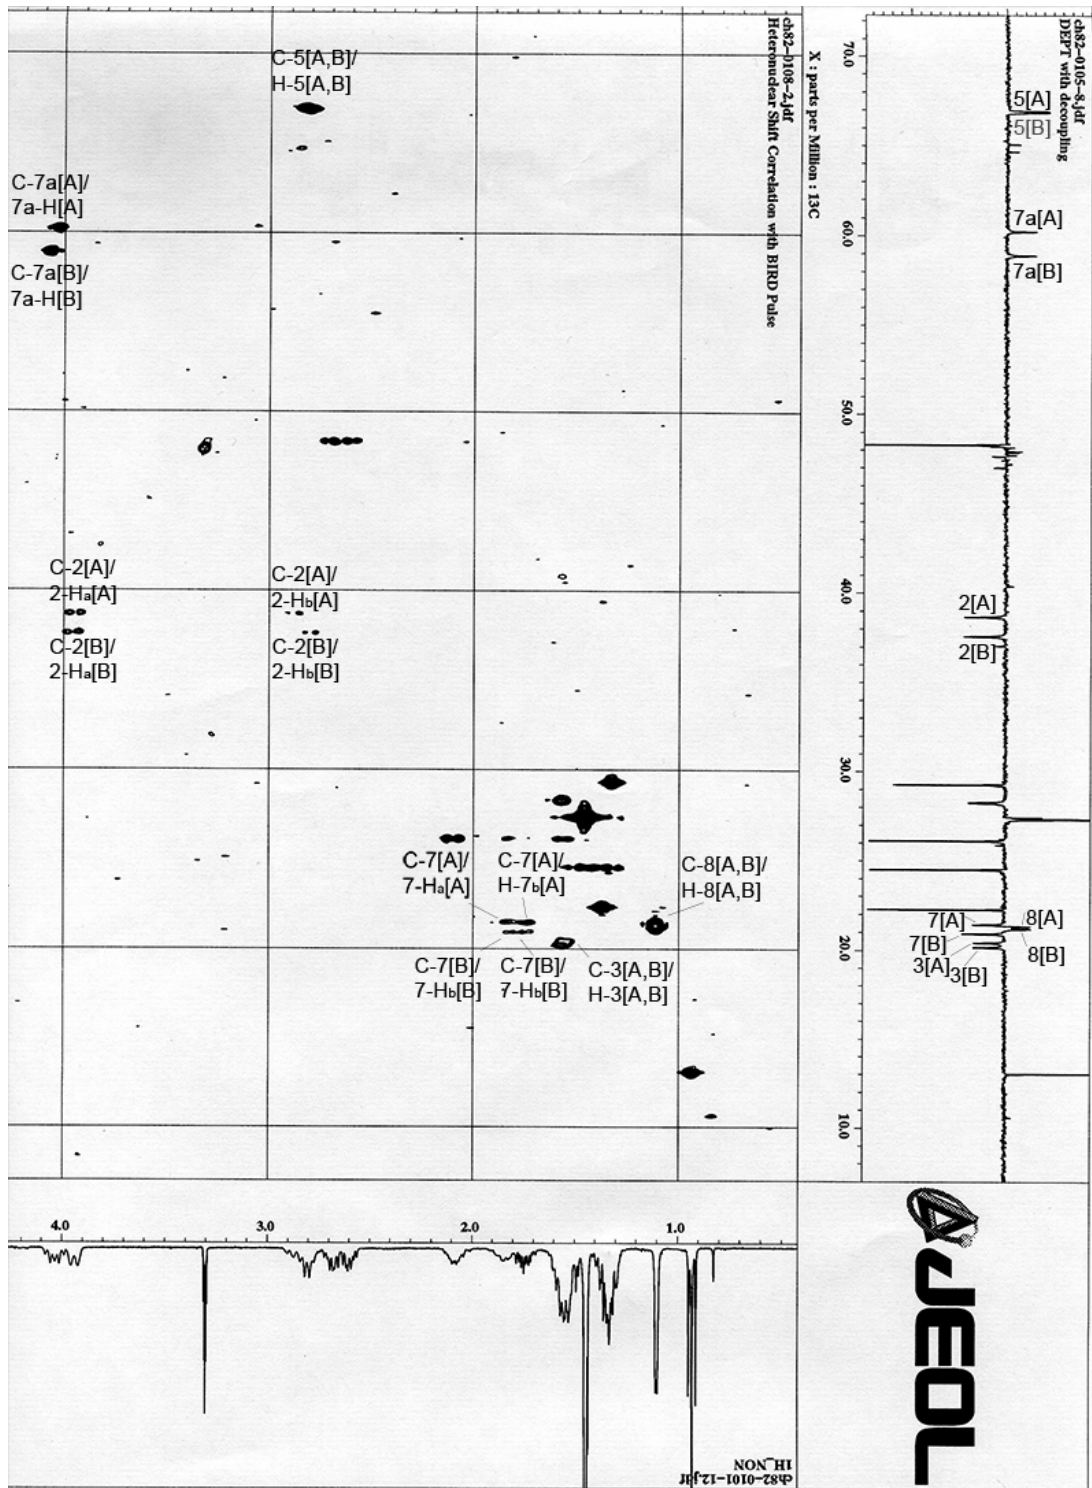 ch82-0105-8.jdf
DEPT with decoupling
5[A]
5[B]
7a[A]
7a[B]
2[A]
2[B]
7[A]
8[A]
7[B]
8[B]
3[A]
3[B]
X : parts per Million : 13C
70.0
60.0
50.0
40.0
30.0
20.0
10.0
ch82-0108-2.jdf
Heteronuclear Shift Correlation with BIRD Pulse
C-5[A,B]/
H-5[A,B]
C-7a[A]/
7a-H[A]
C-7a[B]/
7a-H[B]
C-2[A]/
2-Ha[A]
C-2[A]/
2-Hb[A]
C-2[B]/
2-Ha[B]
C-2[B]/
2-Hb[B]
C-7[A]/
7-Ha[A]
C-7[A]/
H-7b[A]
C-8[A,B]/
H-8[A,B]
C-7[B]/
7-Hb[B]
C-7[B]/
7-Hb[B]
C-3[A,B]/
H-3[A,B]
4.0
3.0
2.0
1.0
ch82-0101-12.jdf
1H_NON
JEOL